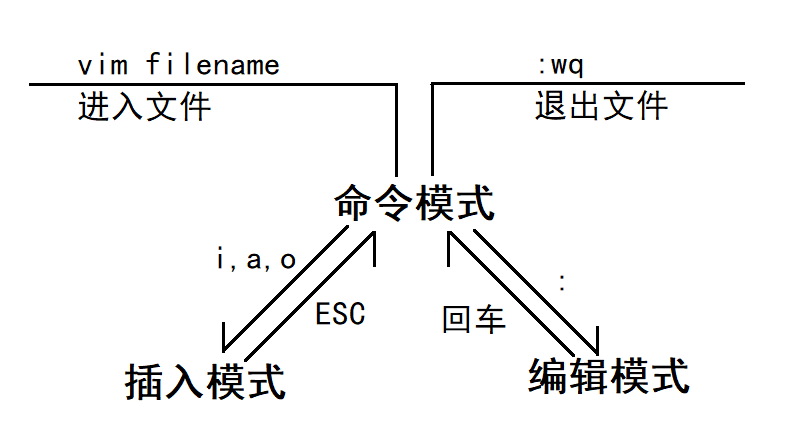 vim filename
:wq
进入文件
退出文件
命令模式
i,a,o
:
ESC
回车
插入模式
编辑模式